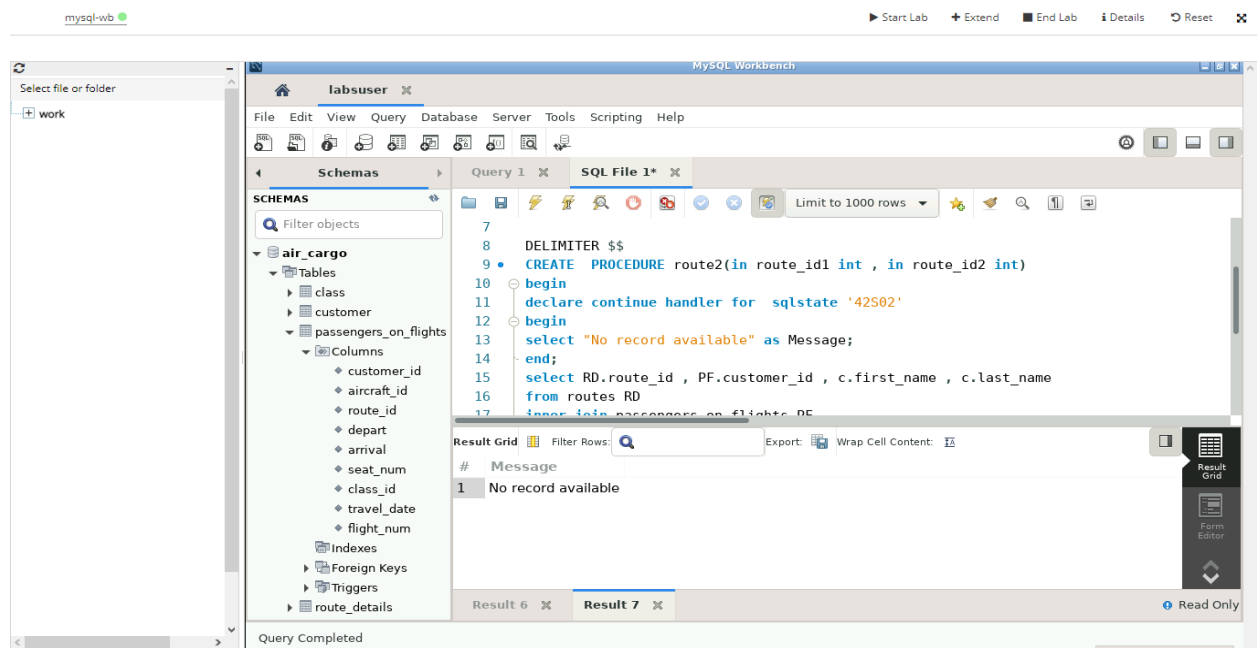 mysql-wb
Start Lab
Extend
End Lab
Details
Reset
Select file or folder
work
MySQL Workbench
labsuser
File Edit View Query Database Server Tools Scripting Help
Schemas
SCHEMAS
Filter objects
air_cargo
Tables
class
customer
passengers_on_flights
Columns
customer_id
aircraft_id
route_id
depart
arrival
seat_num
class_id
travel_date
flight_num
Indexes
Foreign Keys
Triggers
route_details
Query 1
SQL File 1*
Limit to 1000 rows
7
8 DELIMITER $$
9 CREATE  PROCEDURE route2(in route_id1 int , in route_id2 int)
10 begin
11 declare continue handler for  sqlstate '42S02'
12 begin
13 select "No record available" as Message;
14 end;
15 select RD.route_id , PF.customer_id , c.first_name , c.last_name
16 from routes RD
17 inner join passengers_on_flights PF
Result Grid
Filter Rows:
Export:
Wrap Cell Content:
# Message
1 No record available
Result
Grid
Form
Editor
Result 6
Result 7
Read Only
Query Completed